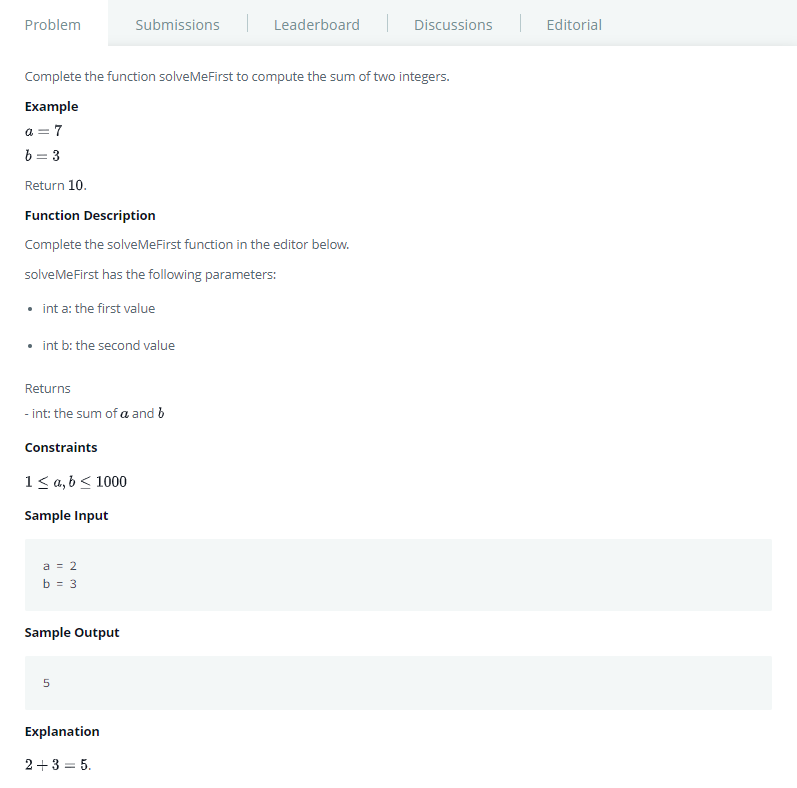 Problem
Submissions
Leaderboard
Discussions
Editorial
Complete the function solveMeFirst to compute the sum of two integers.
Example
a = 7
b = 3
Return 10.
Function Description
Complete the solveMeFirst function in the editor below.
solveMeFirst has the following parameters:
• int a: the first value
• int b: the second value
Returns
- int: the sum of a and b
Constraints
1 ≤ a, b ≤ 1000
Sample Input
a = 2
b = 3
Sample Output
5
Explanation
2 + 3 = 5.